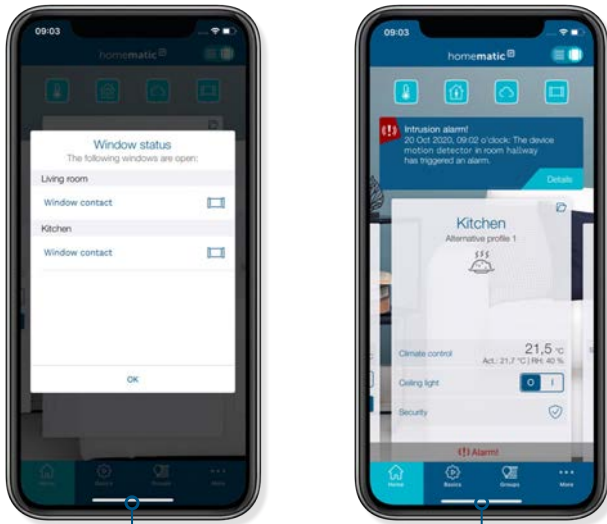 09:03
homematic IP
Window status
The following windows are open:
Living room
Window contact
Kitchen
Window contact
OK
Home
Basics
Groups
More
09:03
homematic IP
Intrusion alarm!
20 Oct 2020, 09:02 o'clock: The device
motion detector in room hallway
has triggered an alarm.
Details
Kitchen
Alternative profile 1
Climate control
21,5 °C
Act.: 21,7 °C | RH: 40 %
Ceiling light
O I
Security
Alarm!
Home
Basics
Groups
More